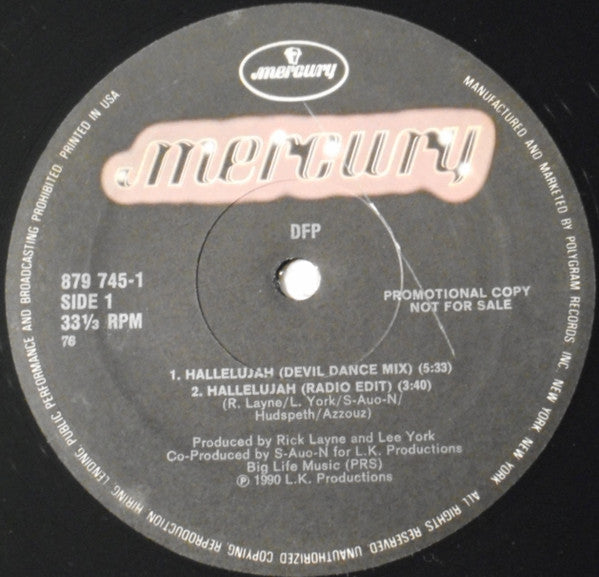 mercury
mercury
DFP
879 745-1
SIDE 1
33⅓ RPM
76
PROMOTIONAL COPY
NOT FOR SALE
1. HALLELUJAH (DEVIL DANCE MIX) (5:33)
2. HALLELUJAH (RADIO EDIT) (3:40)
(R. Layne/L. York/S-Auo-N/
Hudspeth/Azzouz)
Produced by Rick Layne and Lee York
Co-Produced by S-Auo-N for L.K. Productions
Big Life Music (PRS)
℗ 1990 L.K. Productions
MANUFACTURED AND MARKETED BY POLYGRAM RECORDS INC. NEW YORK, NEW YORK. ALL RIGHTS RESERVED. UNAUTHORIZED COPYING, REPRODUCTION, HIRING, LENDING, PUBLIC PERFORMANCE AND BROADCASTING PROHIBITED. PRINTED IN USA